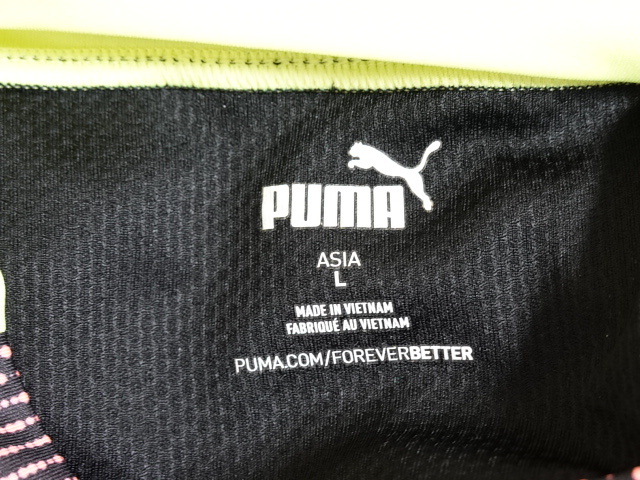 PUMA
ASIA
L
MADE IN VIETNAM
FABRIQUÉ AU VIETNAM
PUMA.COM/FOREVERBETTER